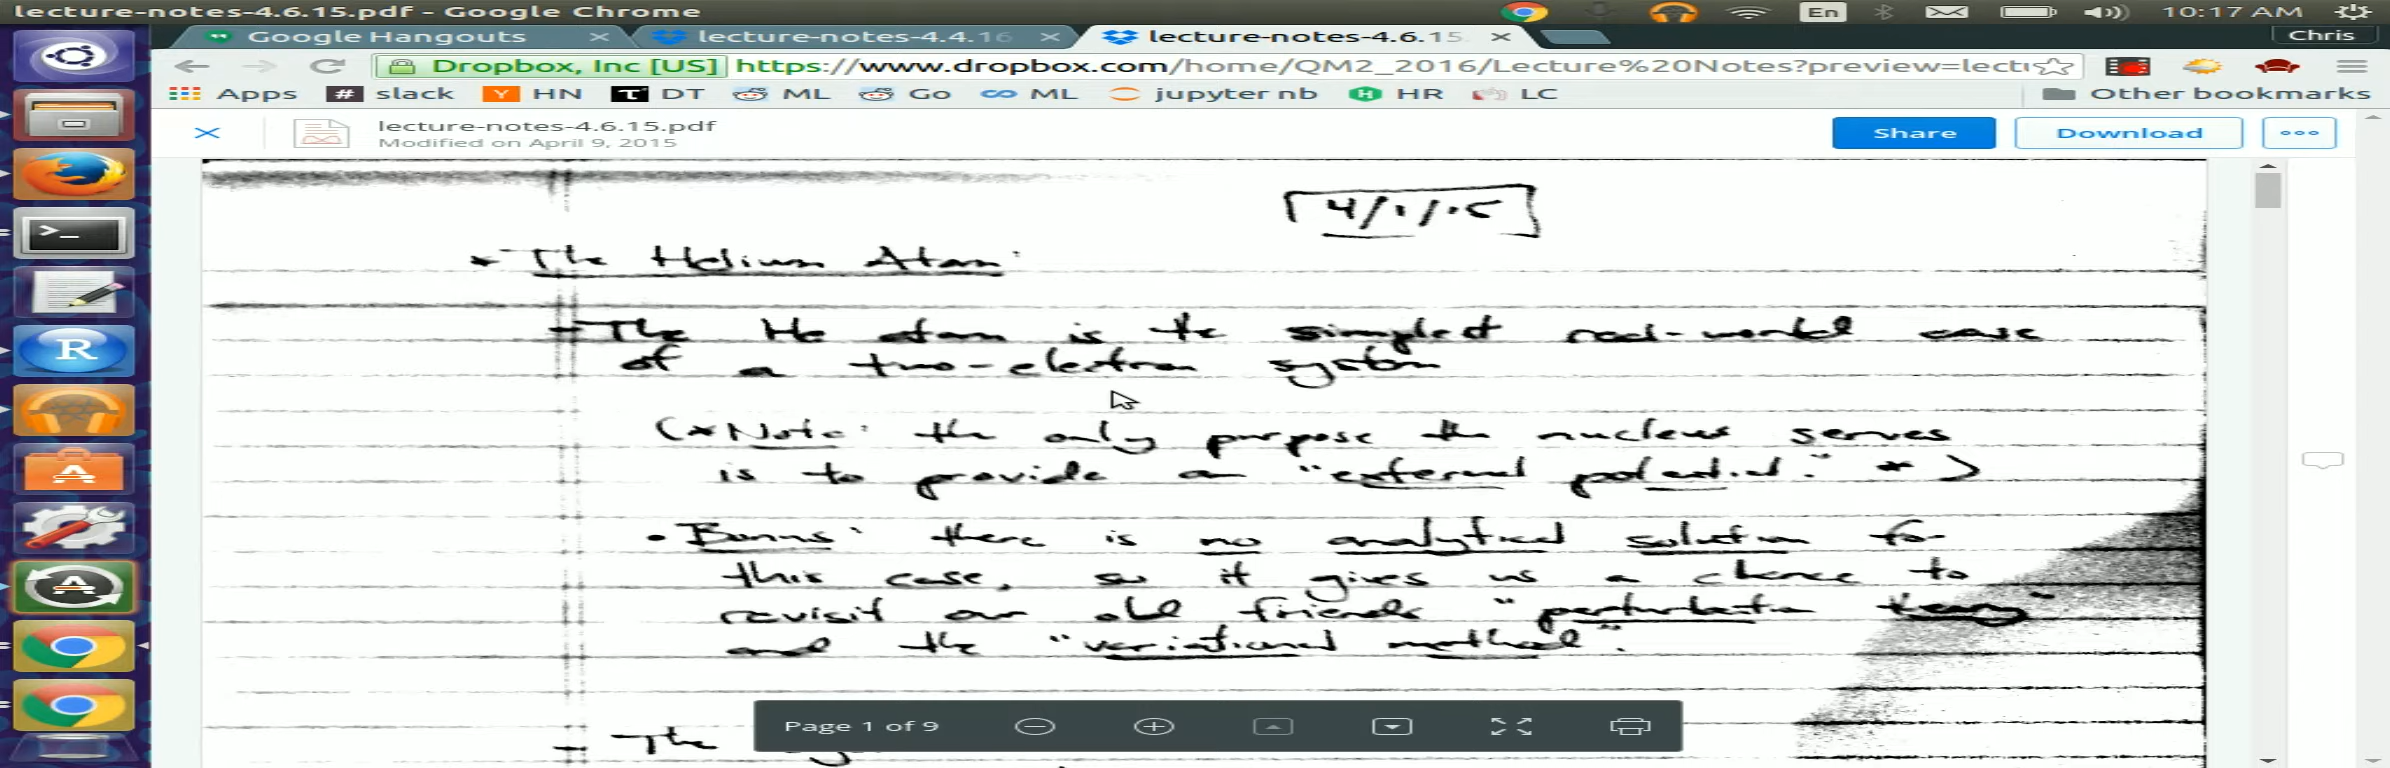 lecture-notes-4.6.15.pdf - Google Chrome
En
10:17 AM
Google Hangouts
lecture-notes-4.4.16
lecture-notes-4.6.15.
Chris
Dropbox, Inc [US] https://www.dropbox.com/home/QM2_2016/Lecture%20Notes?preview=lectu
Apps slack HN DT ML Go ML jupyter nb HR LC Other bookmarks
lecture-notes-4.6.15.pdf
Modified on April 9, 2015
Share
Download
4/1/15
* The Helium Atom:
- The He atom is the simplest real-world case
of a two-electron system
(*Note: the only purpose the nucleus serves
is to provide an "external potential." *)
• Bonus: there is no analytical solution for
this case, so it gives us a chance to
revisit our old friends "perturbation theory"
and the "variational method".
- The
Page 1 of 9